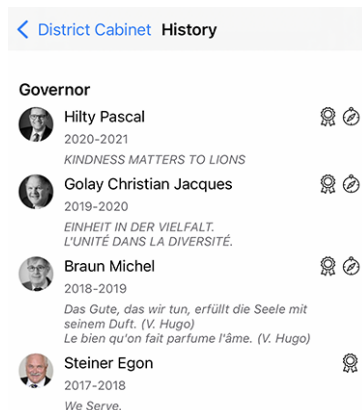 District Cabinet History
Governor
Hilty Pascal
2020-2021
KINDNESS MATTERS TO LIONS
Golay Christian Jacques
2019-2020
EINHEIT IN DER VIELFALT.
L'UNITÉ DANS LA DIVERSITÉ.
Braun Michel
2018-2019
Das Gute, das wir tun, erfüllt die Seele mit
seinem Duft. (V. Hugo)
Le bien qu'on fait parfume l'âme. (V. Hugo)
Steiner Egon
2017-2018
We Serve.